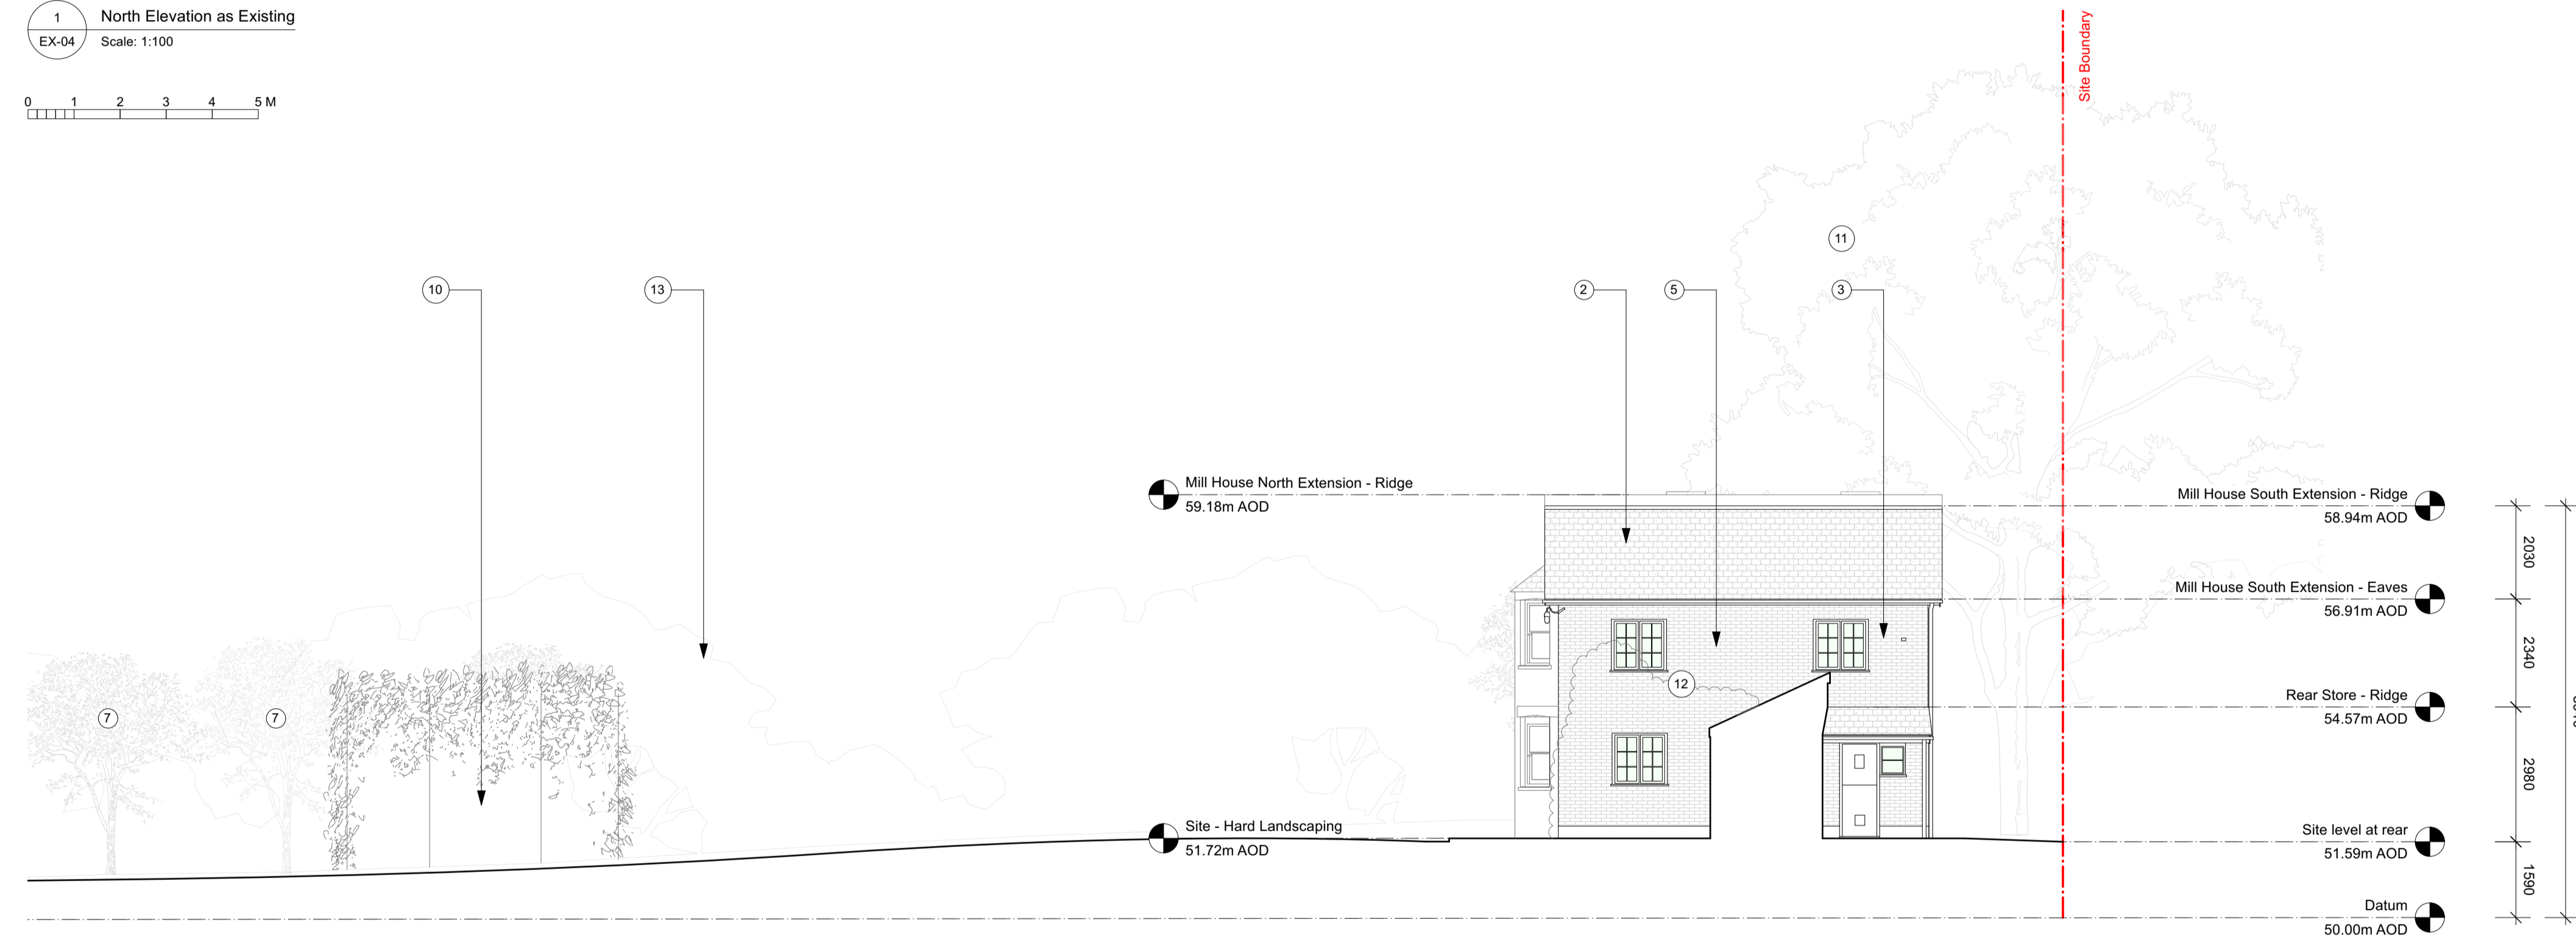 1
North Elevation as Existing
EX-04
Scale: 1:100
0 1 2 3 4 5 M
Site Boundary
11
10
13
2
5
3
Mill House North Extension - Ridge
59.18m AOD
Mill House South Extension - Ridge
58.94m AOD
2030
Mill House South Extension - Eaves
56.91m AOD
2340
12
Rear Store - Ridge
54.57m AOD
7
7
2980
Site - Hard Landscaping
51.72m AOD
Site level at rear
51.59m AOD
1590
Datum
50.00m AOD